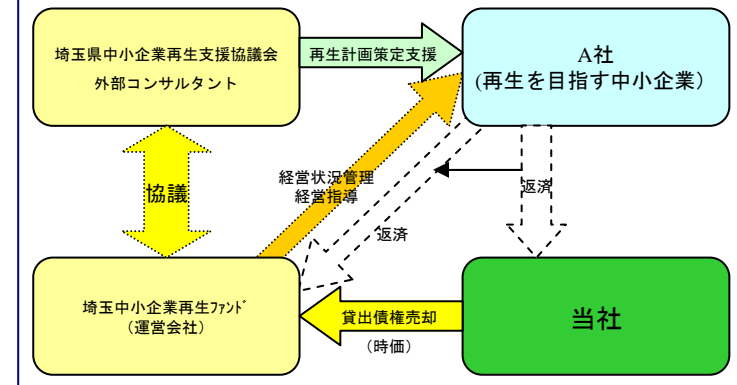 埼玉県中小企業再生支援協議会
外部コンサルタント
再生計画策定支援
A社
(再生を目指す中小企業)
協議
経営状況管理
経営指導
返済
返済
埼玉中小企業再生ﾌｧﾝﾄﾞ
（運営会社）
貸出債権売却
（時価）
当社